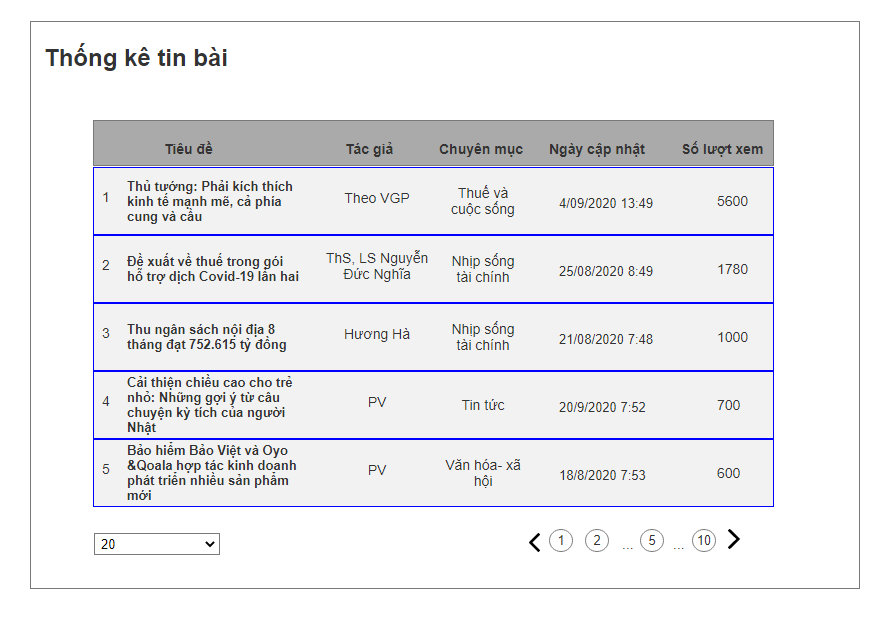 Thống kê tin bài
Tiêu đề Tác giả Chuyên mục Ngày cập nhật Số lượt xem
1 Thủ tướng: Phải kích thích kinh tế mạnh mẽ, cả phía cung và cầu Theo VGP Thuế và cuộc sống 4/09/2020 13:49 5600
2 Đề xuất về thuế trong gói hỗ trợ dịch Covid-19 lần hai ThS, LS Nguyễn Đức Nghĩa Nhịp sống tài chính 25/08/2020 8:49 1780
3 Thu ngân sách nội địa 8 tháng đạt 752.615 tỷ đồng Hương Hà Nhịp sống tài chính 21/08/2020 7:48 1000
4 Cải thiện chiều cao cho trẻ nhỏ: Những gợi ý từ câu chuyện kỳ tích của người Nhật PV Tin tức 20/9/2020 7:52 700
5 Bảo hiểm Bảo Việt và Oyo &Qoala hợp tác kinh doanh phát triển nhiều sản phẩm mới PV Văn hóa- xã hội 18/8/2020 7:53 600
20 1 2 ... 5 ... 10